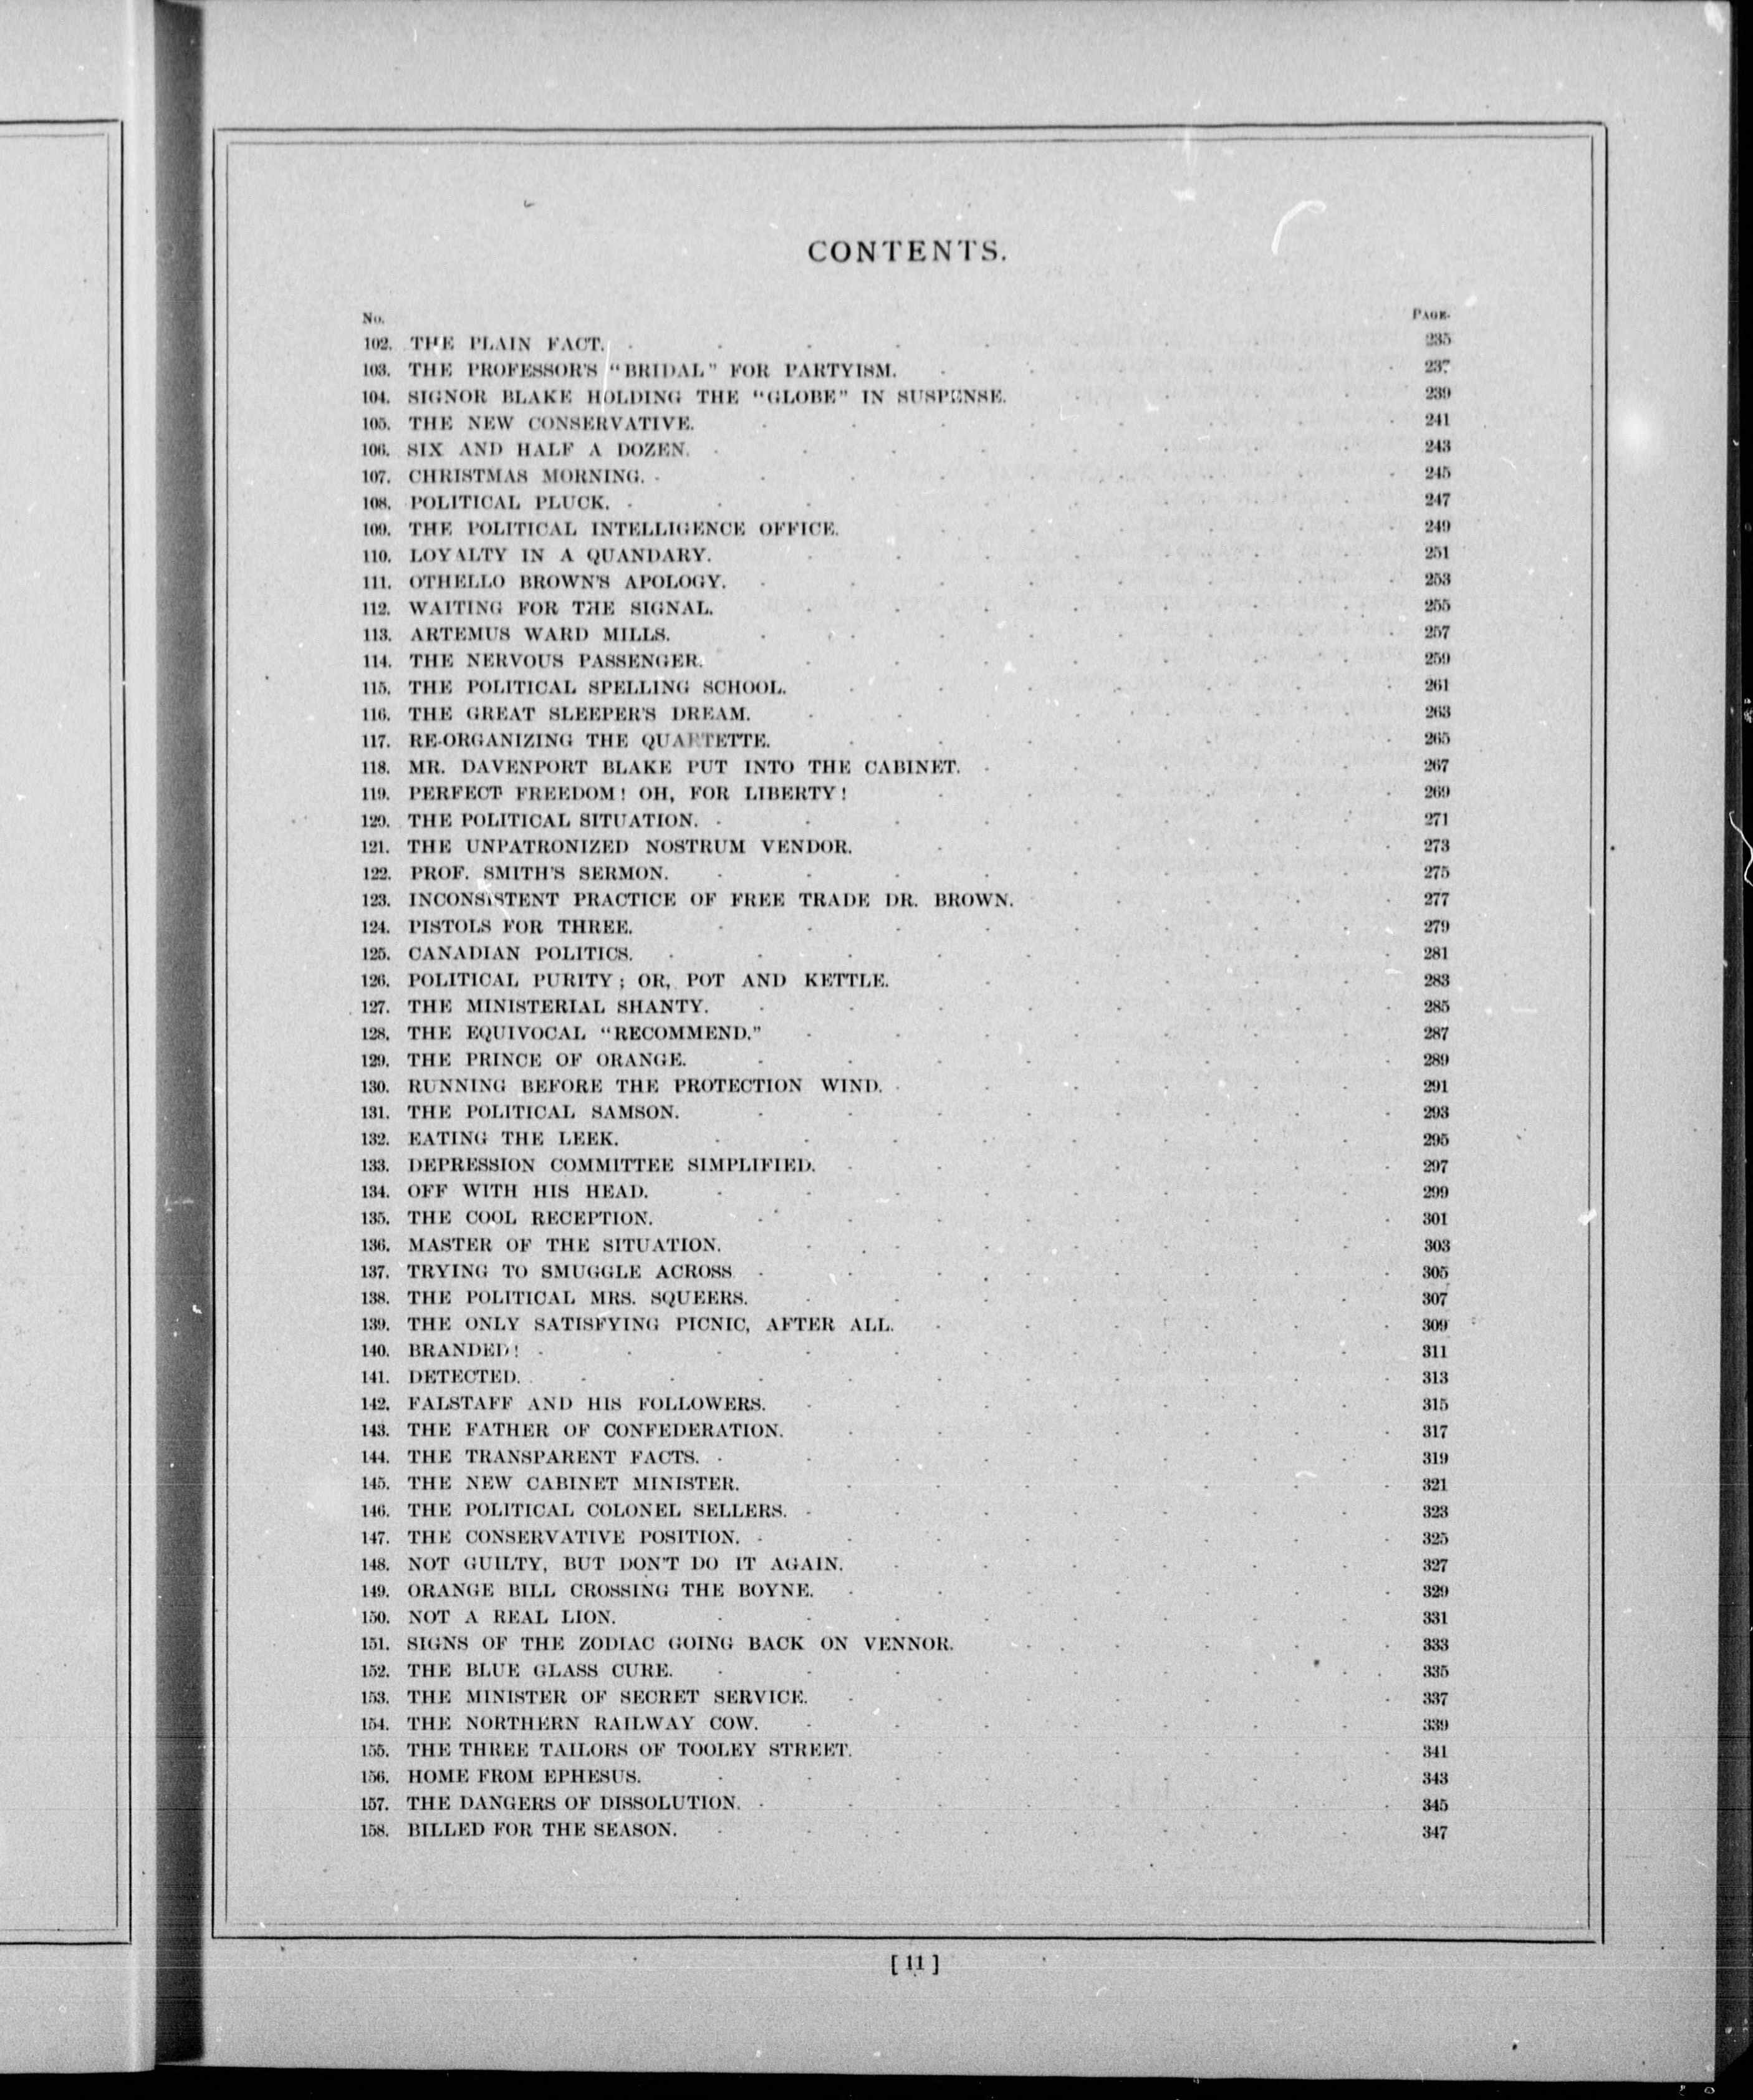 CONTENTS.
No. PAGE.
102. THE PLAIN FACT. 235
103. THE PROFESSOR'S "BRIDAL" FOR PARTYISM. 237
104. SIGNOR BLAKE HOLDING THE "GLOBE" IN SUSPENSE. 239
105. THE NEW CONSERVATIVE. 241
106. SIX AND HALF A DOZEN. 243
107. CHRISTMAS MORNING. 245
108. POLITICAL PLUCK. 247
109. THE POLITICAL INTELLIGENCE OFFICE. 249
110. LOYALTY IN A QUANDARY. 251
111. OTHELLO BROWN'S APOLOGY. 253
112. WAITING FOR THE SIGNAL. 255
113. ARTEMUS WARD MILLS. 257
114. THE NERVOUS PASSENGER. 259
115. THE POLITICAL SPELLING SCHOOL. 261
116. THE GREAT SLEEPER'S DREAM. 263
117. RE-ORGANIZING THE QUARTETTE. 265
118. MR. DAVENPORT BLAKE PUT INTO THE CABINET. 267
119. PERFECT FREEDOM! OH, FOR LIBERTY! 269
120. THE POLITICAL SITUATION. 271
121. THE UNPATRONIZED NOSTRUM VENDOR. 273
122. PROF. SMITH'S SERMON. 275
123. INCONSISTENT PRACTICE OF FREE TRADE DR. BROWN. 277
124. PISTOLS FOR THREE. 279
125. CANADIAN POLITICS. 281
126. POLITICAL PURITY; OR, POT AND KETTLE. 283
127. THE MINISTERIAL SHANTY. 285
128. THE EQUIVOCAL "RECOMMEND." 287
129. THE PRINCE OF ORANGE. 289
130. RUNNING BEFORE THE PROTECTION WIND. 291
131. THE POLITICAL SAMSON. 293
132. EATING THE LEEK. 295
133. DEPRESSION COMMITTEE SIMPLIFIED. 297
134. OFF WITH HIS HEAD. 299
135. THE COOL RECEPTION. 301
136. MASTER OF THE SITUATION. 303
137. TRYING TO SMUGGLE ACROSS 305
138. THE POLITICAL MRS. SQUEERS. 307
139. THE ONLY SATISFYING PICNIC, AFTER ALL. 309
140. BRANDED! 311
141. DETECTED. 313
142. FALSTAFF AND HIS FOLLOWERS. 315
143. THE FATHER OF CONFEDERATION. 317
144. THE TRANSPARENT FACTS. 319
145. THE NEW CABINET MINISTER. 321
146. THE POLITICAL COLONEL SELLERS. 323
147. THE CONSERVATIVE POSITION. 325
148. NOT GUILTY, BUT DON'T DO IT AGAIN. 327
149. ORANGE BILL CROSSING THE BOYNE. 329
150. NOT A REAL LION. 331
151. SIGNS OF THE ZODIAC GOING BACK ON VENNOR. 333
152. THE BLUE GLASS CURE. 335
153. THE MINISTER OF SECRET SERVICE. 337
154. THE NORTHERN RAILWAY COW. 339
155. THE THREE TAILORS OF TOOLEY STREET. 341
156. HOME FROM EPHESUS. 343
157. THE DANGERS OF DISSOLUTION. 345
158. BILLED FOR THE SEASON. 347
[11]